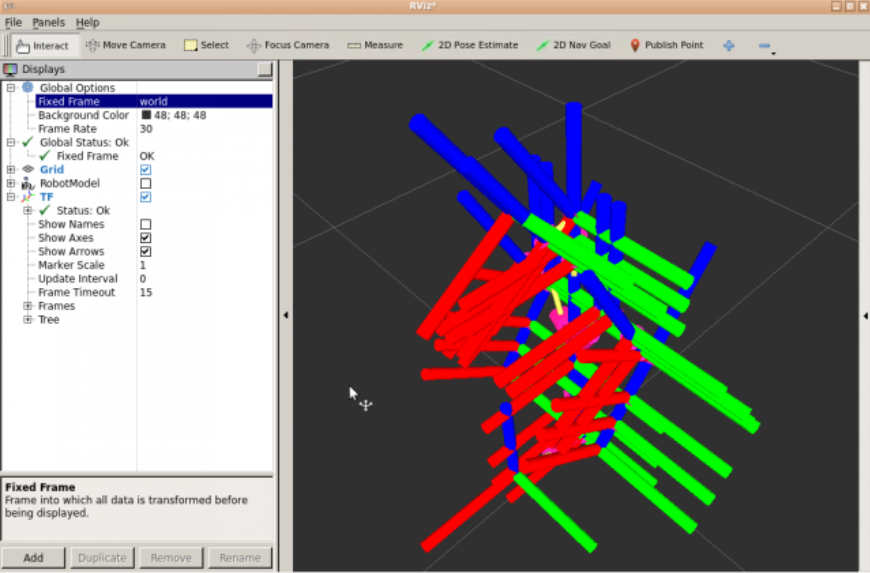 RViz*
File Panels Help
Interact Move Camera Select Focus Camera Measure 2D Pose Estimate 2D Nav Goal Publish Point
Displays
Global Options
Fixed Frame world
Background Color 48; 48; 48
Frame Rate 30
Global Status: Ok
Fixed Frame OK
Grid
RobotModel
TF
Status: Ok
Show Names
Show Axes
Show Arrows
Marker Scale 1
Update Interval 0
Frame Timeout 15
Frames
Tree
Fixed Frame
Frame into which all data is transformed before
being displayed.
Add Duplicate Remove Rename